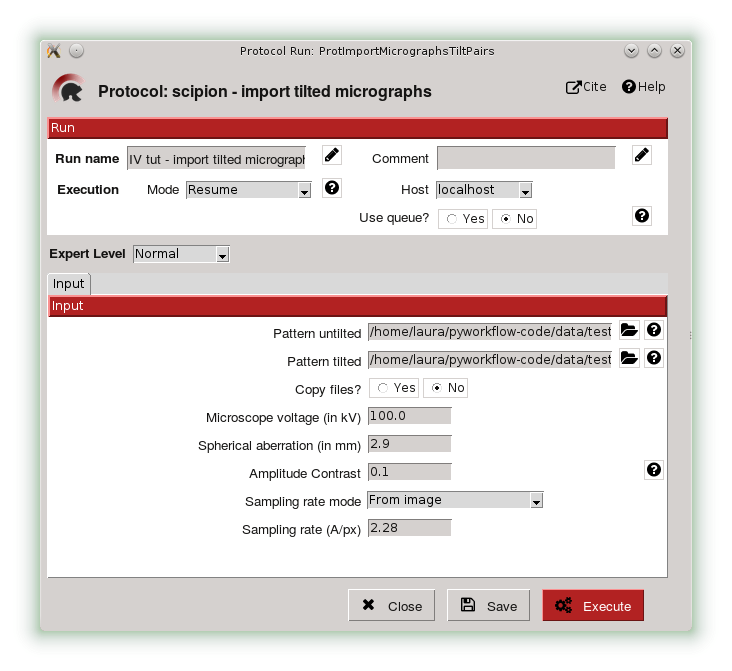 Protocol Run: ProtImportMicrographsTiltPairs
Protocol: scipion - import tilted micrographs
Cite Help
Run
Run name IV tut - import tilted micrograph Comment
Execution Mode Resume Host localhost
Use queue? Yes No
Expert Level Normal
Input
Input
Pattern untilted /home/laura/pyworkflow-code/data/test
Pattern tilted /home/laura/pyworkflow-code/data/test
Copy files? Yes No
Microscope voltage (in kV) 100.0
Spherical aberration (in mm) 2.9
Amplitude Contrast 0.1
Sampling rate mode From image
Sampling rate (A/px) 2.28
Close Save Execute